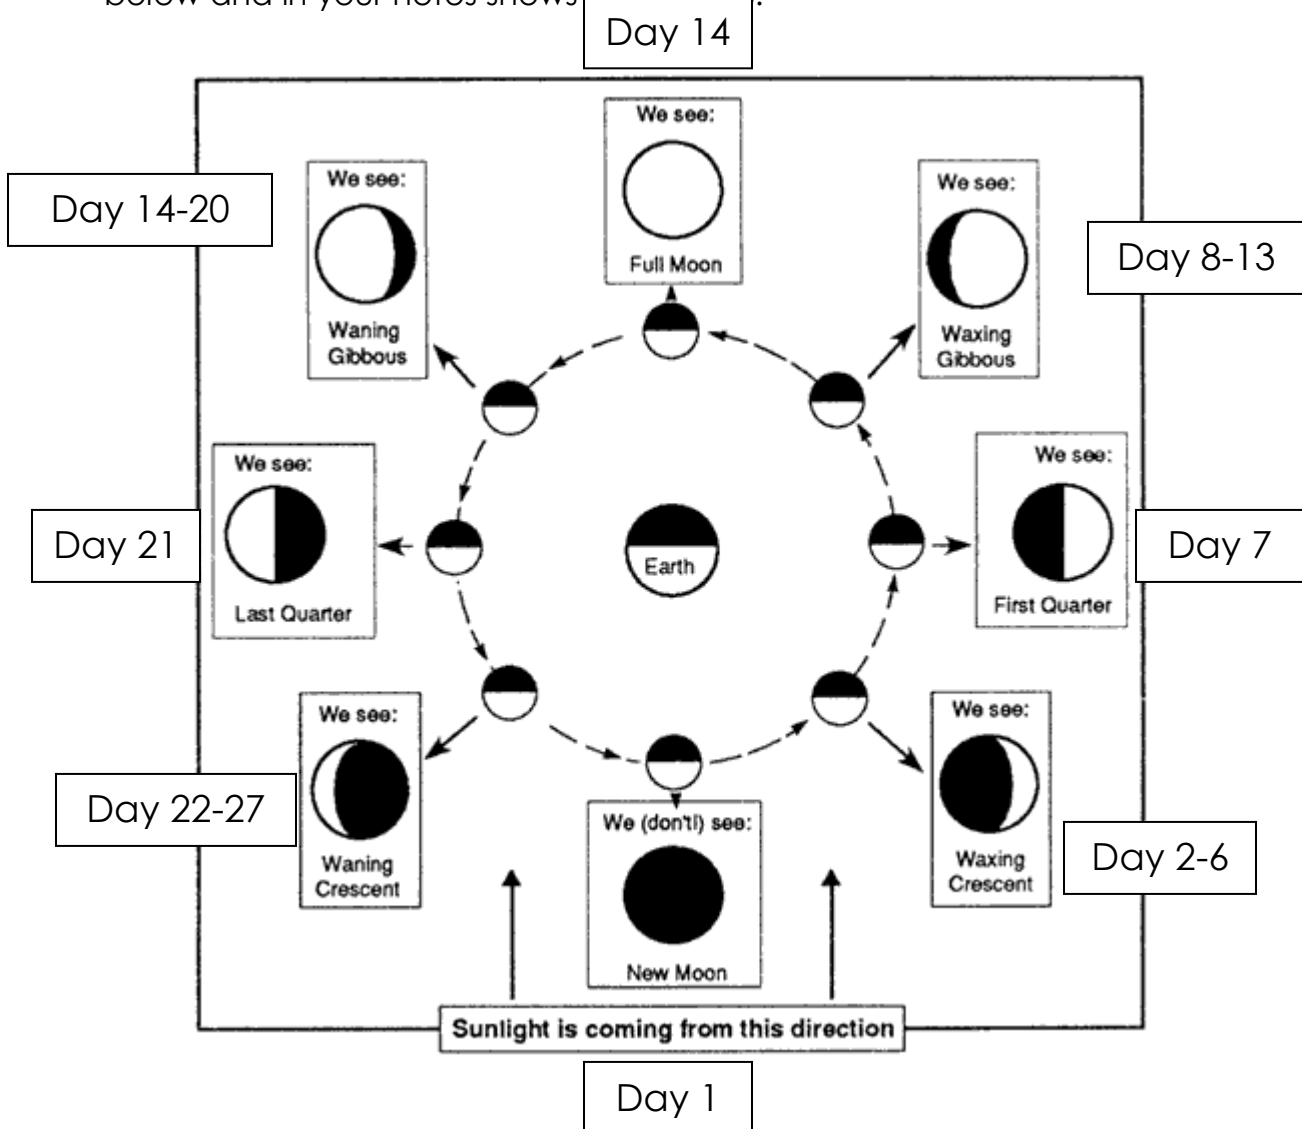 below and in your notes shows
Day 14
We see:
Full Moon
We see:
Waning
Gibbous
Day 14-20
We see:
Waxing
Gibbous
Day 8-13
We see:
Last Quarter
Day 21
Earth
We see:
First Quarter
Day 7
We see:
Waning
Crescent
Day 22-27
We (don't!) see:
New Moon
We see:
Waxing
Crescent
Day 2-6
Sunlight is coming from this direction
Day 1